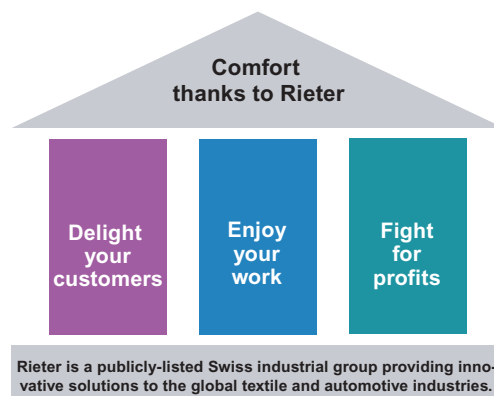 Comfort
thanks to Rieter
Delight
your
customers
Enjoy
your
work
Fight
for
profits
Rieter is a publicly-listed Swiss industrial group providing inno-
vative solutions to the global textile and automotive industries.